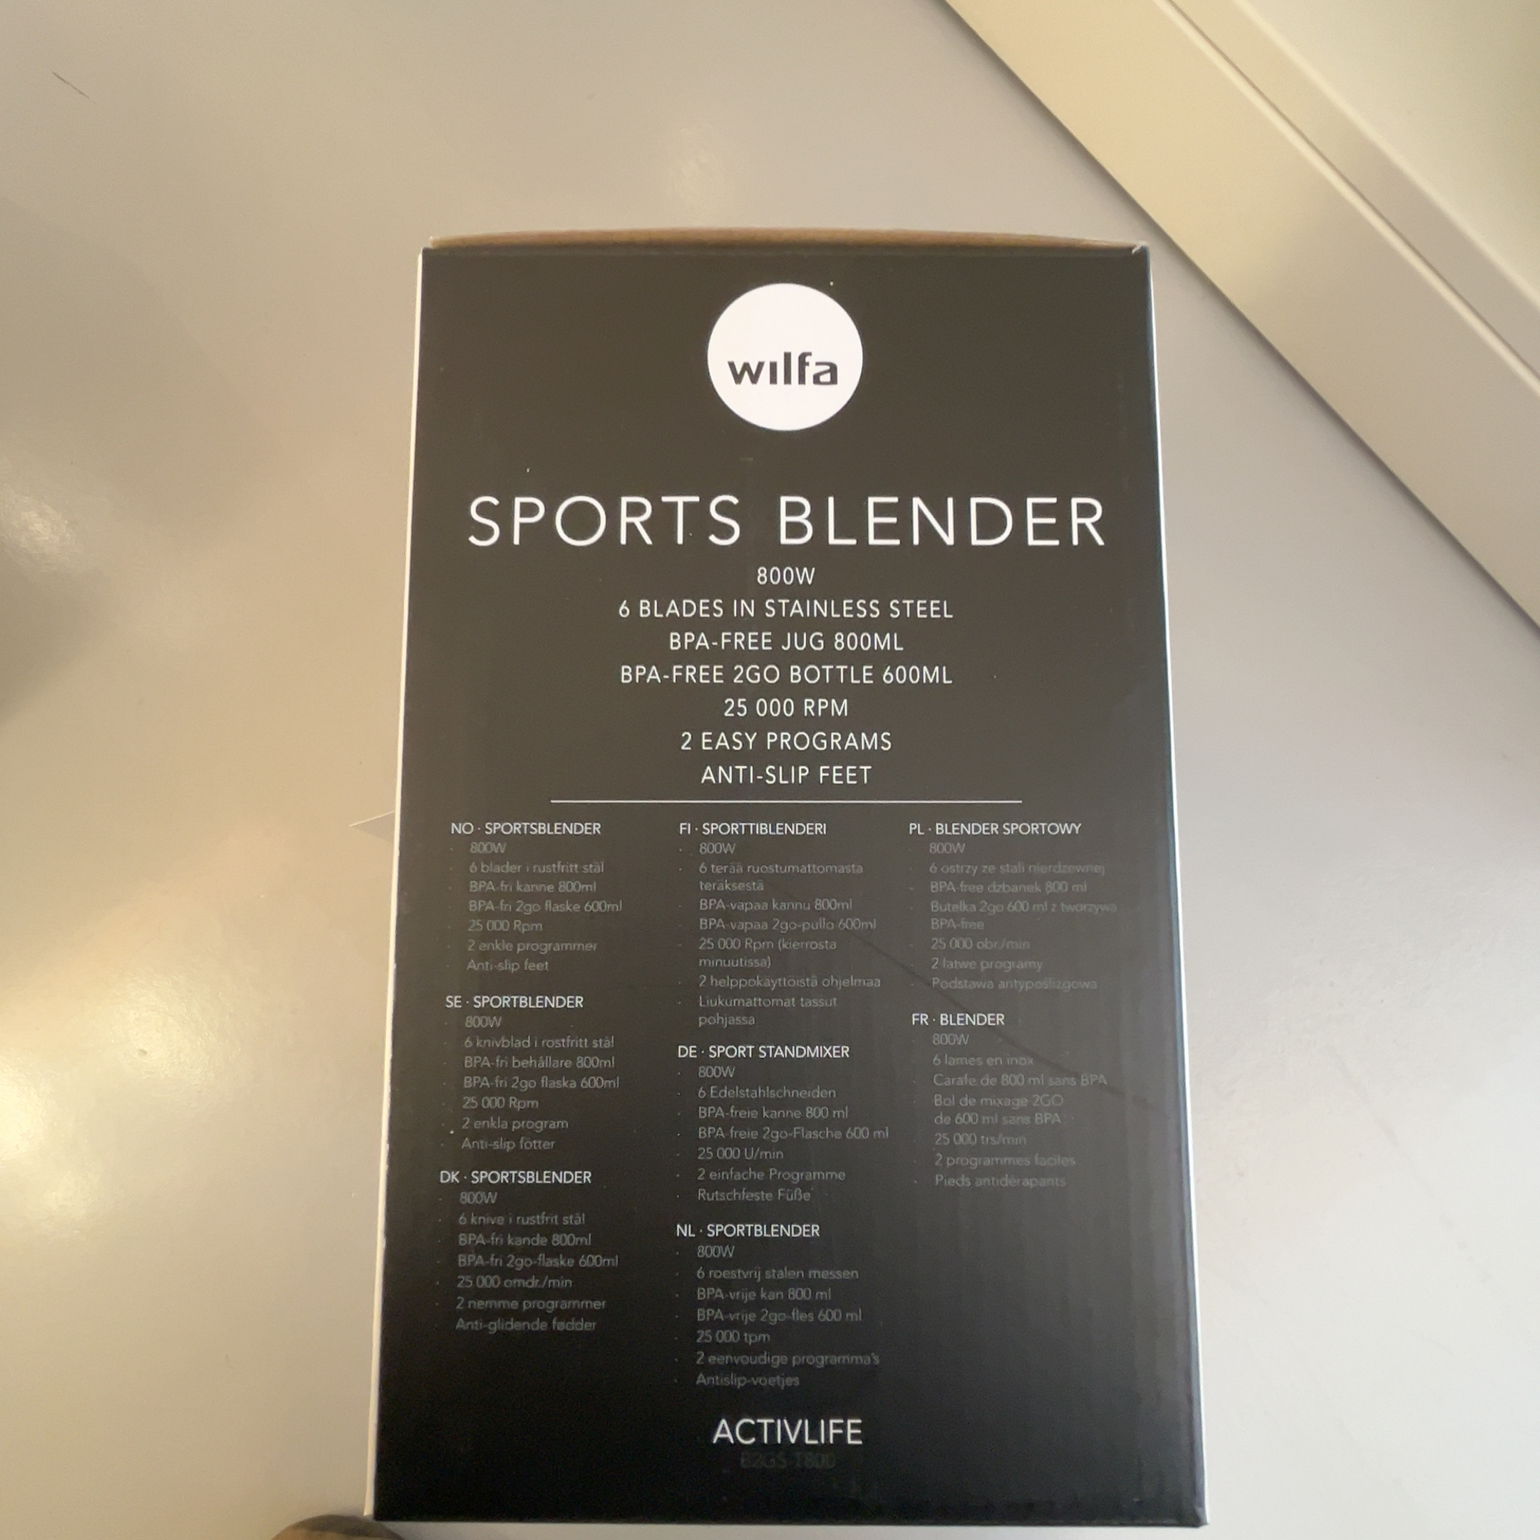 wilfa
SPORTS BLENDER
800W
6 BLADES IN STAINLESS STEEL
BPA-FREE JUG 800ML
BPA-FREE 2GO BOTTLE 600ML
25 000 RPM
2 EASY PROGRAMS
ANTI-SLIP FEET
NO · SPORTSBLENDER
· 800W
· 6 blader i rustfritt stål
· BPA-fri kanne 800ml
· BPA-fri 2go flaske 600ml
· 25 000 Rpm
· 2 enkle programmer
· Anti-slip feet
SE · SPORTBLENDER
· 800W
· 6 knivblad i rostfritt stål
· BPA-fri behållare 800ml
· BPA-fri 2go flaska 600ml
· 25 000 Rpm
· 2 enkla program
· Anti-slip fötter
DK · SPORTSBLENDER
· 800W
· 6 knive i rustfrit stål
· BPA-fri kande 800ml
· BPA-fri 2go-flaske 600ml
· 25 000 omdr./min
· 2 nemme programmer
· Anti-glidende fødder
FI · SPORTTIBLENDERI
· 800W
· 6 terää ruostumattomasta
teräksestä
· BPA-vapaa kannu 800ml
· BPA-vapaa 2go-pullo 600ml
· 25 000 Rpm (kierrosta
minuutissa)
· 2 helppokäyttöistä ohjelmaa
· Liukumattomat tassut
pohjassa
DE · SPORT STANDMIXER
· 800W
· 6 Edelstahlschneiden
· BPA-freie kanne 800 ml
· BPA-freie 2go-Flasche 600 ml
· 25 000 U/min
· 2 einfache Programme
· Rutschfeste Füße
NL · SPORTBLENDER
· 800W
· 6 roestvrij stalen messen
· BPA-vrije kan 800 ml
· BPA-vrije 2go-fles 600 ml
· 25 000 tpm
· 2 eenvoudige programma's
· Antislip-voetjes
PL · BLENDER SPORTOWY
· 800W
· 6 ostrzy ze stali nierdzewnej
· BPA-free dzbanek 800 ml
· Butelka 2go 600 ml z tworzywa
BPA-free
· 25 000 obr./min
· 2 łatwe programy
· Podstawa antypoślizgowa
FR · BLENDER
· 800W
· 6 lames en inox
· Carafe de 800 ml sans BPA
· Bol de mixage 2GO
de 600 ml sans BPA
· 25 000 trs/min
· 2 programmes faciles
· Pieds antidérapants
ACTIVLIFE
B2GS-T800